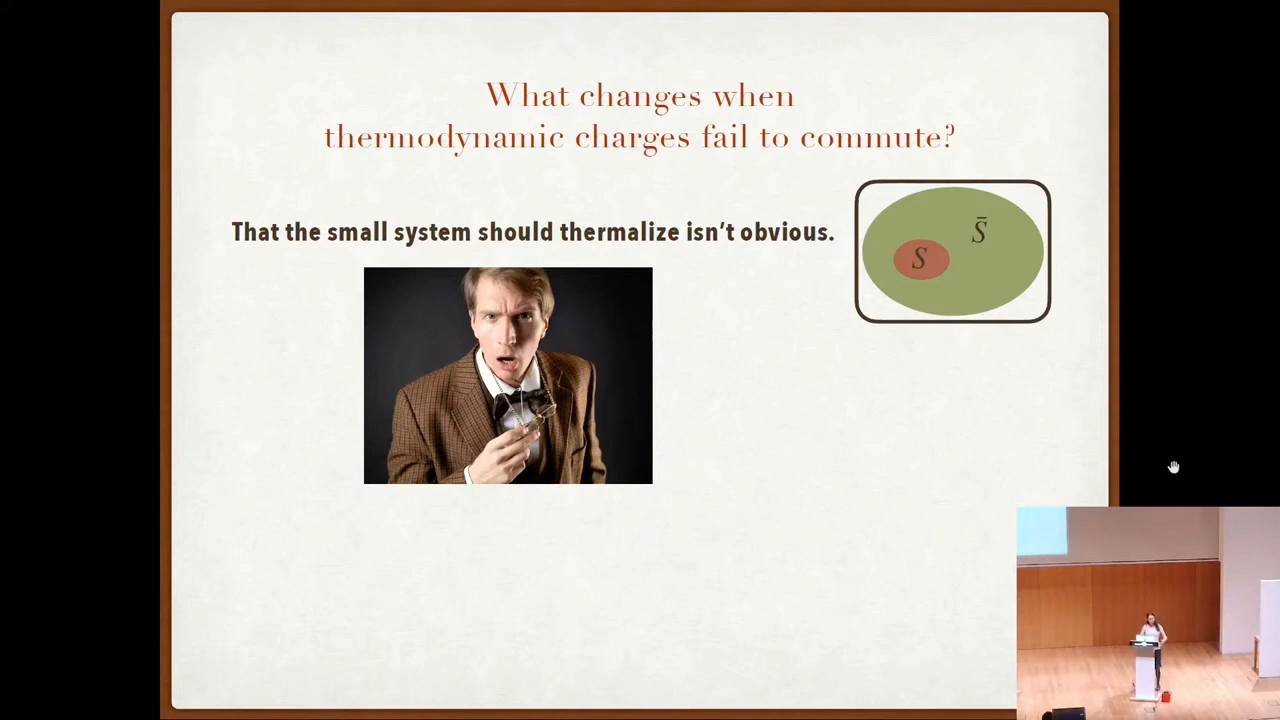 What changes when
thermodynamic charges fail to commute?
That the small system should thermalize isn't obvious.
S̄
S